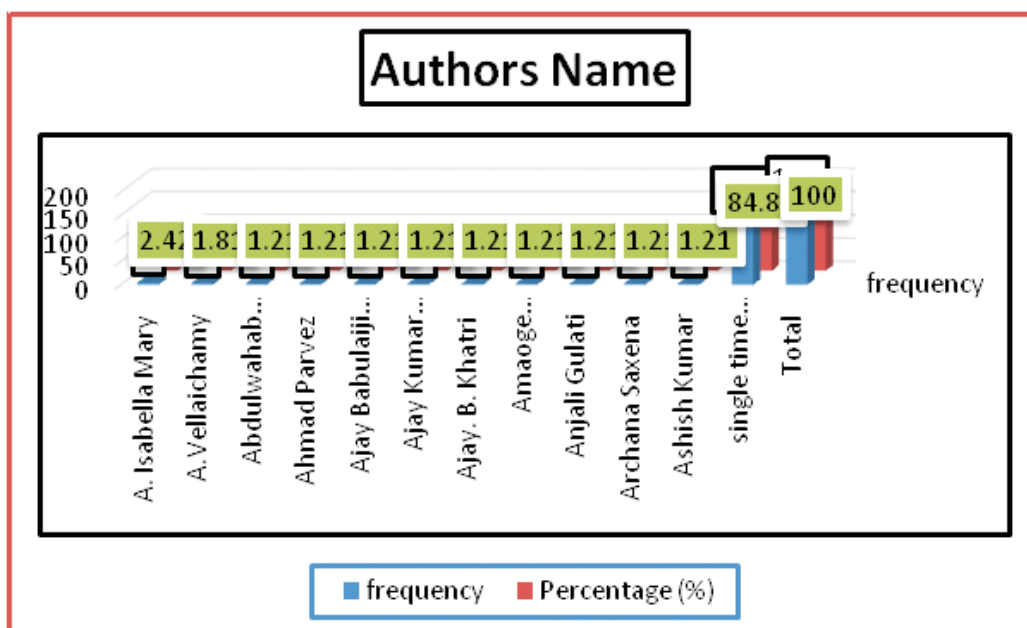 Authors Name
200
150
100
50
0
2.42
1.81
1.21
1.21
1.21
1.21
1.21
1.21
1.21
1.21
1.21
84.8
100
frequency
A. Isabella Mary
A.Vellaichamy
Abdulwahab...
Ahmad Parvez
Ajay Babulaiji...
Ajay Kumar...
Ajay. B. Khatri
Amaoge...
Anjali Gulati
Archana Saxena
Ashish Kumar
single time...
Total
frequency
Percentage (%)